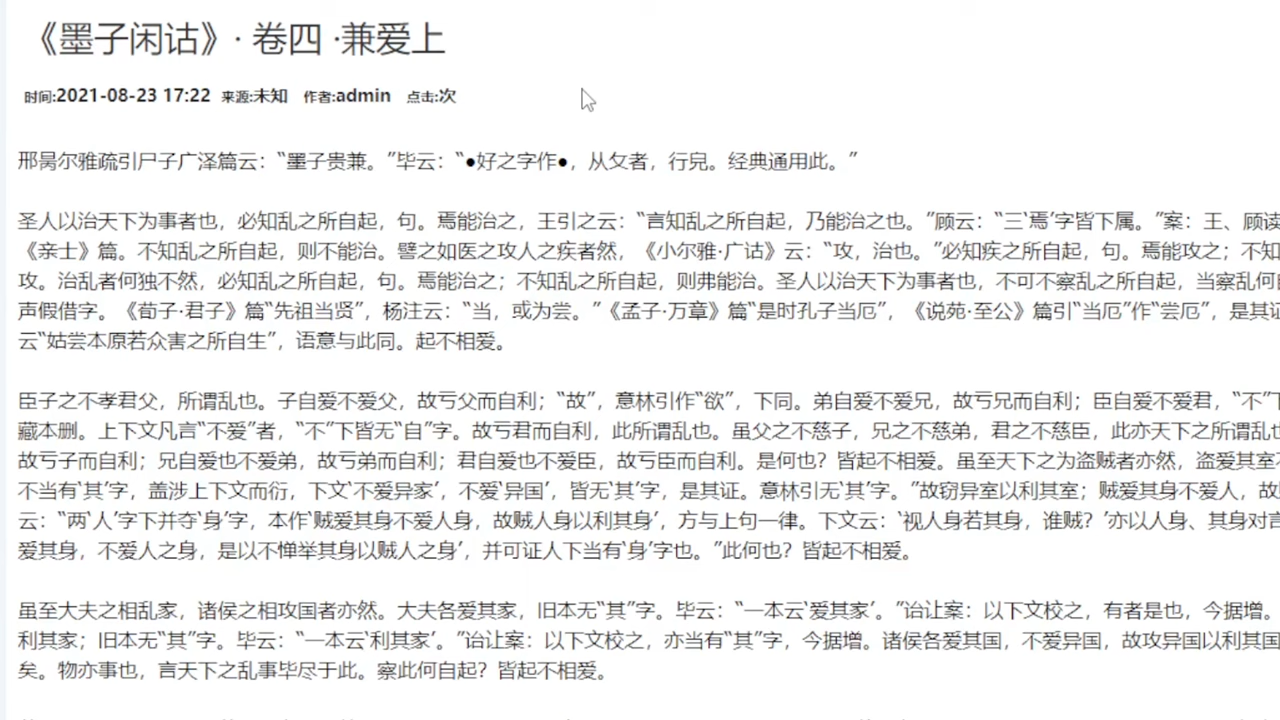 《墨子闲诂》· 卷四 ·兼爱上
时间:2021-08-23 17:22 来源:未知 作者:admin 点击:次
邢昺尔雅疏引尸子广泽篇云：“墨子贵兼。”毕云：“●好之字作●，从夊者，行皃。经典通用此。”
圣人以治天下为事者也，必知乱之所自起，句。焉能治之，王引之云：“言知乱之所自起，乃能治之也。”顾云：“三‘焉’字皆下属。”案：王、顾读
《亲士》篇。不知乱之所自起，则不能治。譬之如医之攻人之疾者然，《小尔雅·广诂》云：“攻，治也。”必知疾之所自起，句。焉能攻之；不知
攻。治乱者何独不然，必知乱之所自起，句。焉能治之；不知乱之所自起，则弗能治。圣人以治天下为事者也，不可不察乱之所自起，当察乱何自
声假借字。《荀子·君子》篇“先祖当贤”，杨注云：“当，或为尝。”《孟子·万章》篇“是时孔子当厄”，《说苑·至公》篇引“当厄”作“尝厄”，是其证
云“姑尝本原若众害之所自生”，语意与此同。起不相爱。
臣子之不孝君父，所谓乱也。子自爱不爱父，故亏父而自利；“故”，意林引作“欲”，下同。弟自爱不爱兄，故亏兄而自利；臣自爱不爱君，“不”下
藏本删。上下文凡言“不爱”者，“不”下皆无“自”字。故亏君而自利，此所谓乱也。虽父之不慈子，兄之不慈弟，君之不慈臣，此亦天下之所谓乱也
故亏子而自利；兄自爱也不爱弟，故亏弟而自利；君自爱也不爱臣，故亏臣而自利。是何也？皆起不相爱。虽至天下之为盗贼者亦然，盗爱其室不
不当有‘其’字，盖涉上下文而衍，下文‘不爱异家’，不爱‘异国’，皆无‘其’字，是其证。意林引无‘其’字。”故窃异室以利其室；贼爱其身不爱人，故
云：“两‘人’字下并夺‘身’字，本作‘贼爱其身不爱人身，故贼人身以利其身’，方与上句一律。下文云：‘视人身若其身，谁贼？’亦以人身、其身对言
爱其身，不爱人之身，是以不惮举其身以贼人之身’，并可证人下当有‘身’字也。”此何也？皆起不相爱。
虽至大夫之相乱家，诸侯之相攻国者亦然。大夫各爱其家，旧本无“其”字。毕云：“一本云‘爱其家’。”诒让案：以下文校之，有者是也，今据增。
利其家；旧本无“其”字。毕云：“一本云‘利其家’。”诒让案：以下文校之，亦当有“其”字，今据增。诸侯各爱其国，不爱异国，故攻异国以利其国
矣。物亦事也，言天下之乱事毕尽于此。察此何自起？皆起不相爱。